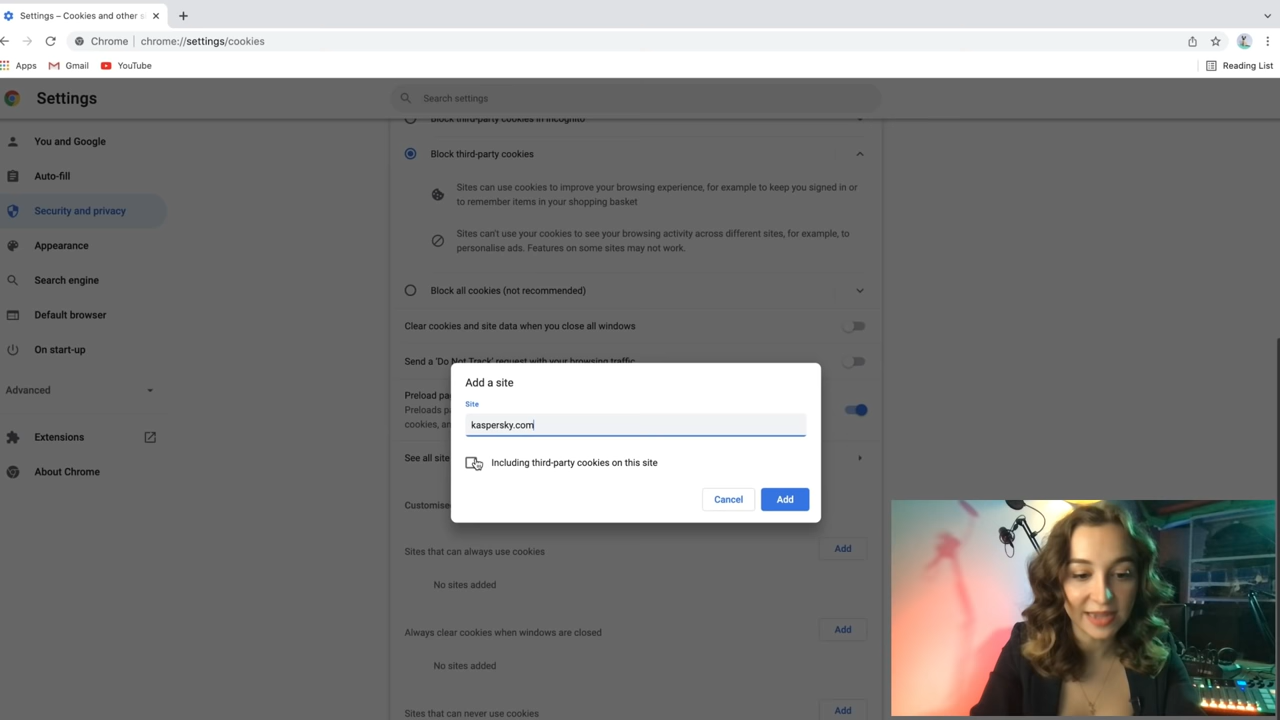 Settings – Cookies and other s
Chrome
chrome://settings/cookies
Apps
Gmail
YouTube
Reading List
Settings
Search settings
You and Google
Auto-fill
Security and privacy
Appearance
Search engine
Default browser
On start-up
Advanced
Extensions
About Chrome
Block third-party cookies in Incognito
Block third-party cookies
Sites can use cookies to improve your browsing experience, for example to keep you signed in or
to remember items in your shopping basket
Sites can't use your cookies to see your browsing activity across different sites, for example, to
personalise ads. Features on some sites may not work.
Block all cookies (not recommended)
Clear cookies and site data when you close all windows
Send a 'Do Not Track' request with your browsing traffic
Preload pa
Preloads p
cookies, an
See all site
Customise
Add a site
Site
kaspersky.com
Including third-party cookies on this site
Cancel
Add
Sites that can always use cookies
Add
No sites added
Always clear cookies when windows are closed
Add
No sites added
Sites that can never use cookies
Add